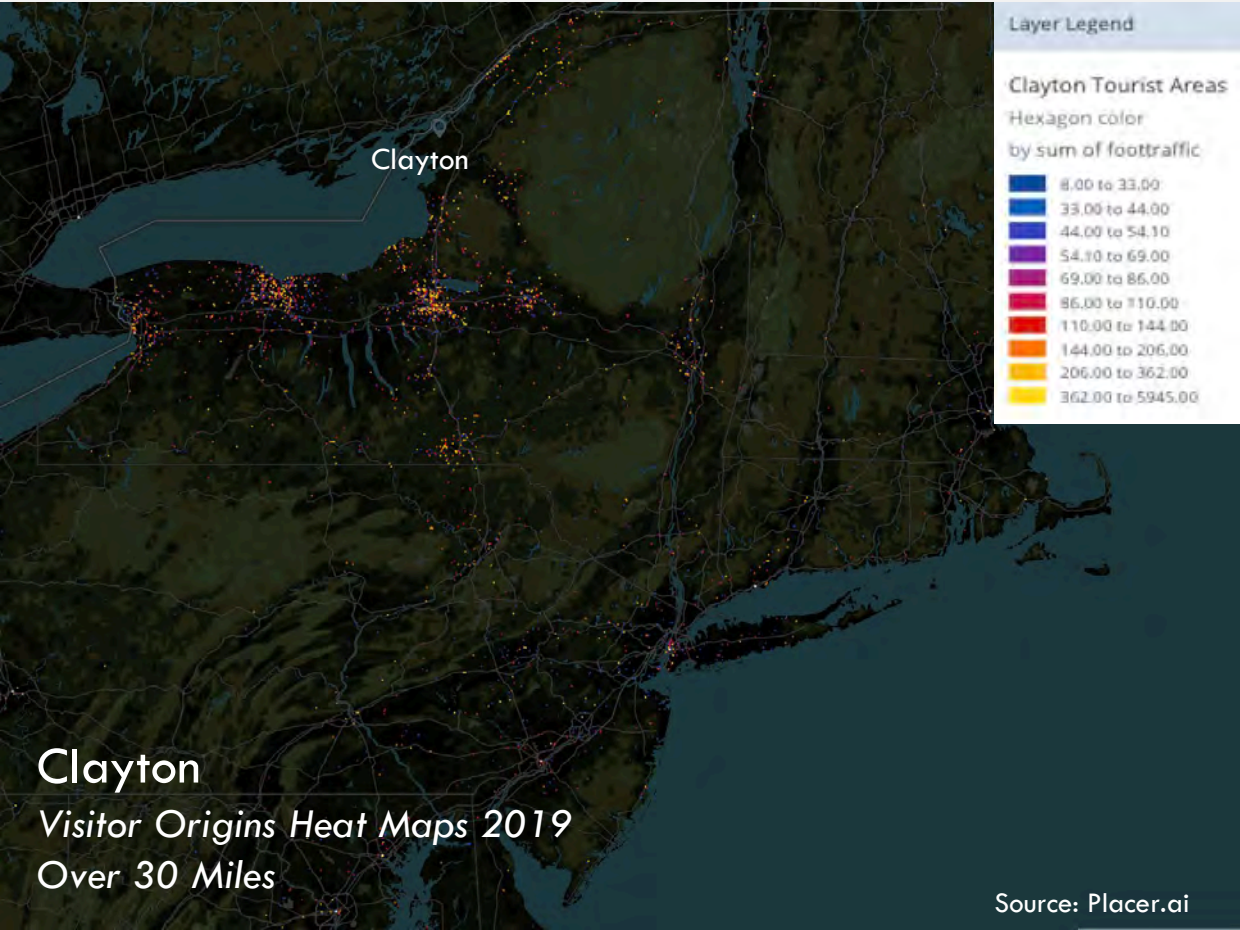 Layer Legend
Clayton Tourist Areas
Hexagon color
by sum of foottraffic
8.00 to 33.00
33.00 to 44.00
44.00 to 54.10
54.10 to 69.00
69.00 to 86.00
86.00 to 110.00
110.00 to 144.00
144.00 to 206.00
206.00 to 362.00
362.00 to 5945.00
Clayton
Clayton
Visitor Origins Heat Maps 2019
Over 30 Miles
Source: Placer.ai